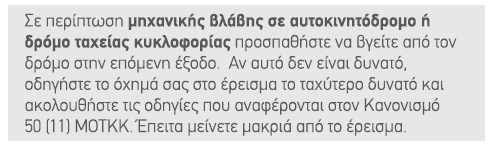 Σε περίπτωση μηχανικής βλάβης σε αυτοκινητόδρομο ή
δρόμο ταχείας κυκλοφορίας προσπαθήστε να βγείτε από τον
δρόμο στην επόμενη έξοδο. Αν αυτό δεν είναι δυνατό,
οδηγήστε το όχημά σας στο έρεισμα το ταχύτερο δυνατό και
ακολουθήστε τις οδηγίες που αναφέρονται στον Κανονισμό
50 (11) ΜΟΤΚΚ. Έπειτα μείνετε μακριά από το έρεισμα.